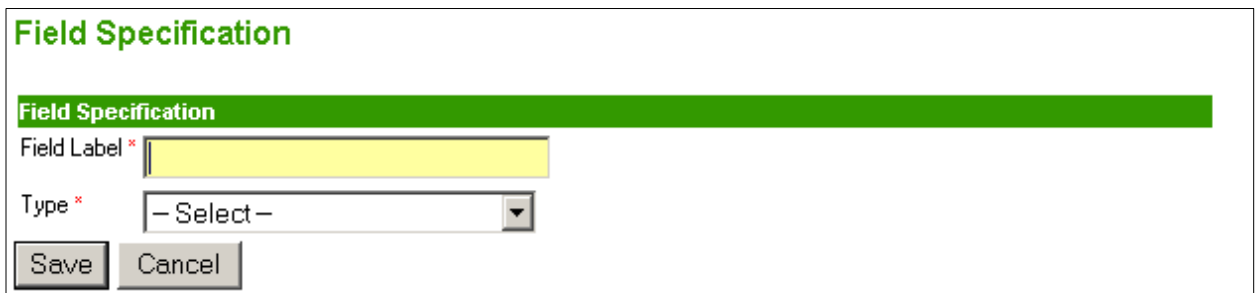 Field Specification
Field Specification
Field Label *
Type *
– Select –
Save Cancel